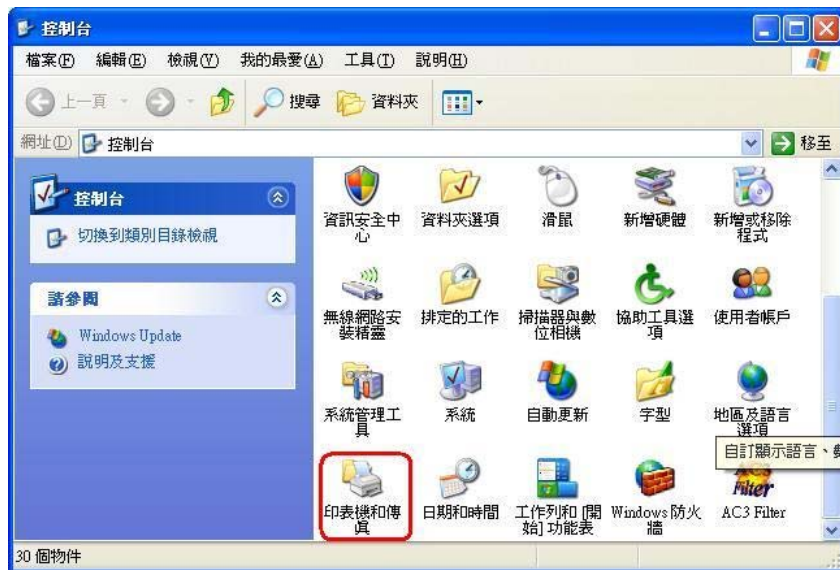 控制台
檔案(F) 編輯(E) 檢視(V) 我的最愛(A) 工具(T) 說明(H)
上一頁 搜尋 資料夾
網址(D) 控制台 移至
控制台
切換到類別目錄檢視
請參閱
Windows Update
說明及支援
資訊安全中心
資料夾選項
滑鼠
新增硬體
新增或移除程式
無線網路安裝精靈
排定的工作
掃描器與數位相機
協助工具選項
使用者帳戶
系統管理工具
系統
自動更新
字型
地區及語言選項
自訂顯示語言、
印表機和傳真
日期和時間
工作列和 [開始] 功能表
Windows 防火牆
AC3 Filter
30 個物件